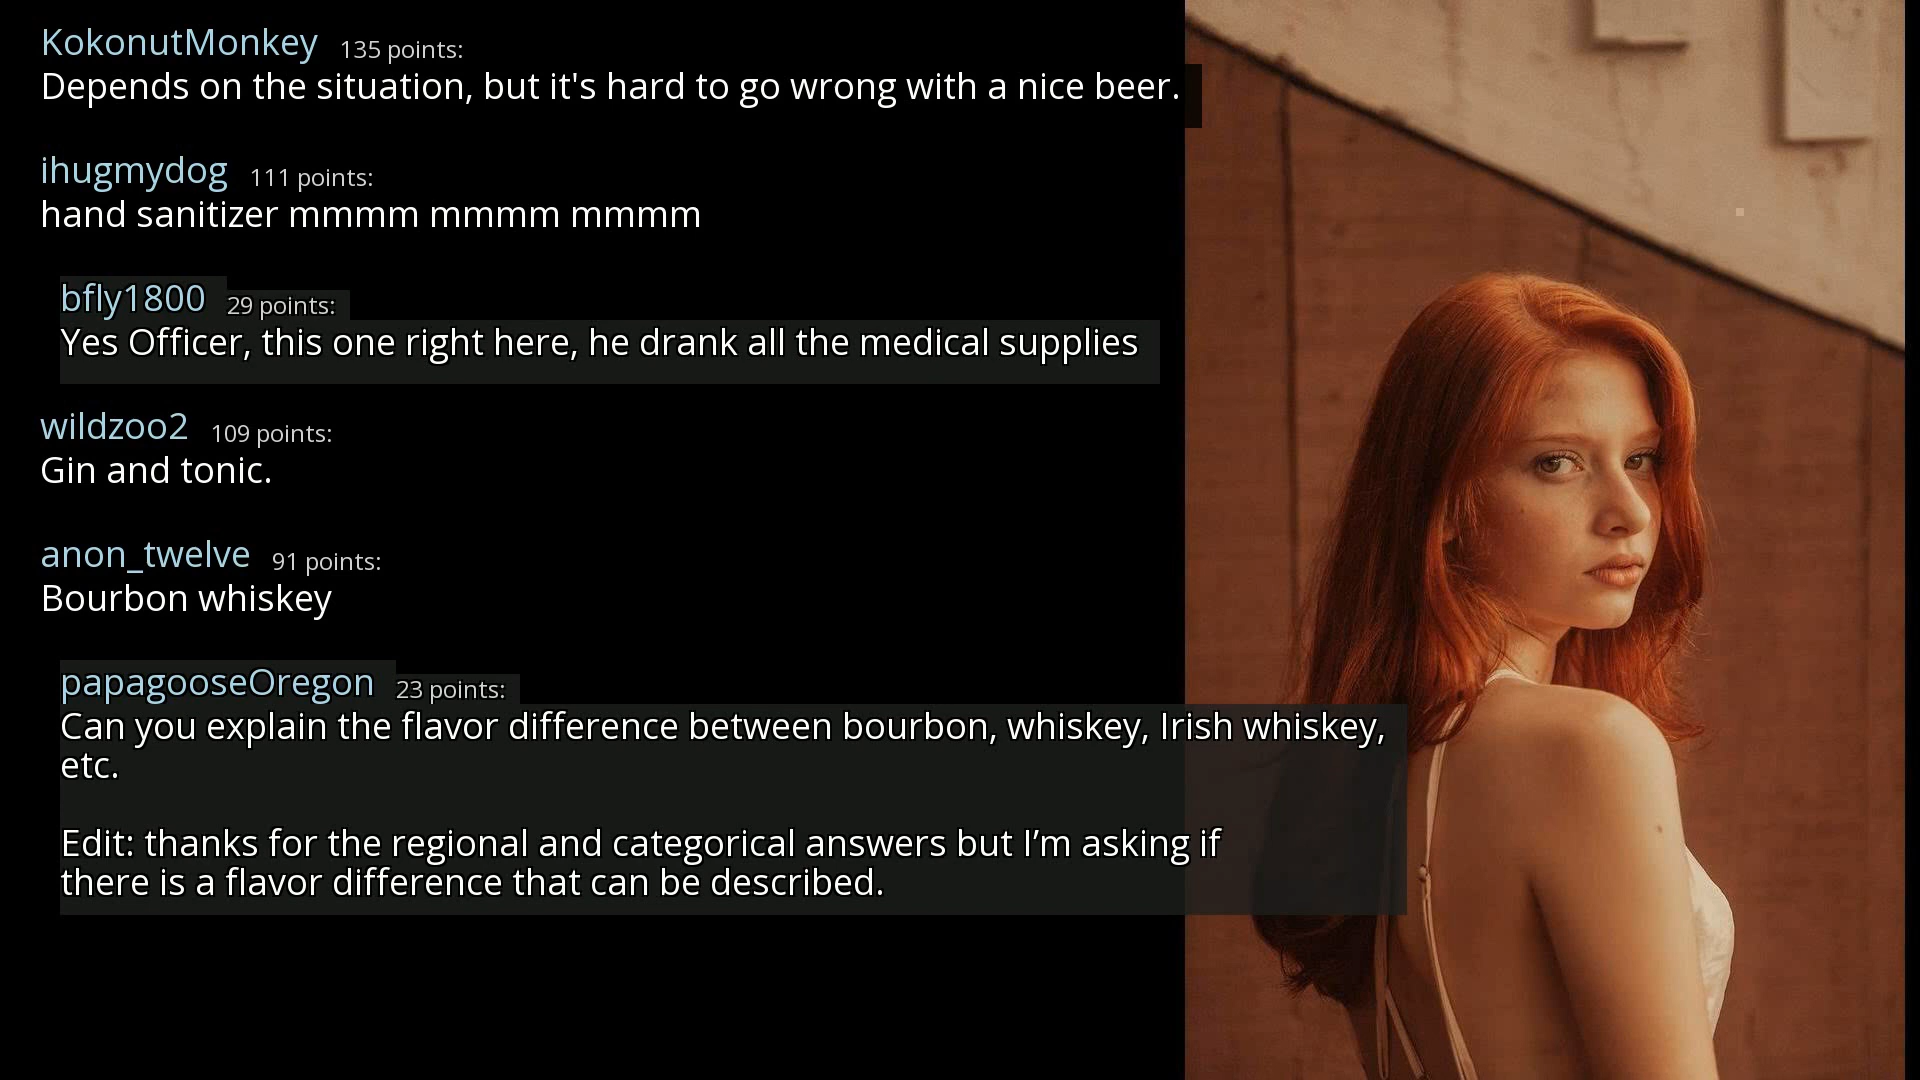 KokonutMonkey 135 points:
Depends on the situation, but it's hard to go wrong with a nice beer.
ihugmydog 111 points:
hand sanitizer mmmm mmmm mmmm
bfly1800 29 points:
Yes Officer, this one right here, he drank all the medical supplies
wildzoo2 109 points:
Gin and tonic.
anon_twelve 91 points:
Bourbon whiskey
papagooseOregon 23 points:
Can you explain the flavor difference between bourbon, whiskey, Irish whiskey,
etc.
Edit: thanks for the regional and categorical answers but I’m asking if
there is a flavor difference that can be described.